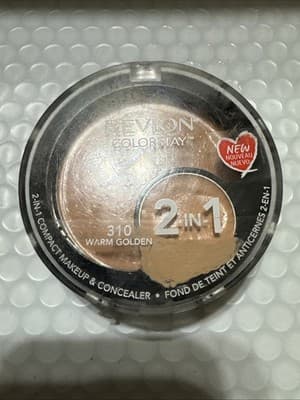 REVLON
COLORSTAY™
310
WARM GOLDEN
2 IN 1
NEW
NOUVEAU
NUEVO
2-IN-1 COMPACT MAKEUP & CONCEALER • FOND DE TEINT ET ANTICERNES 2-EN-1